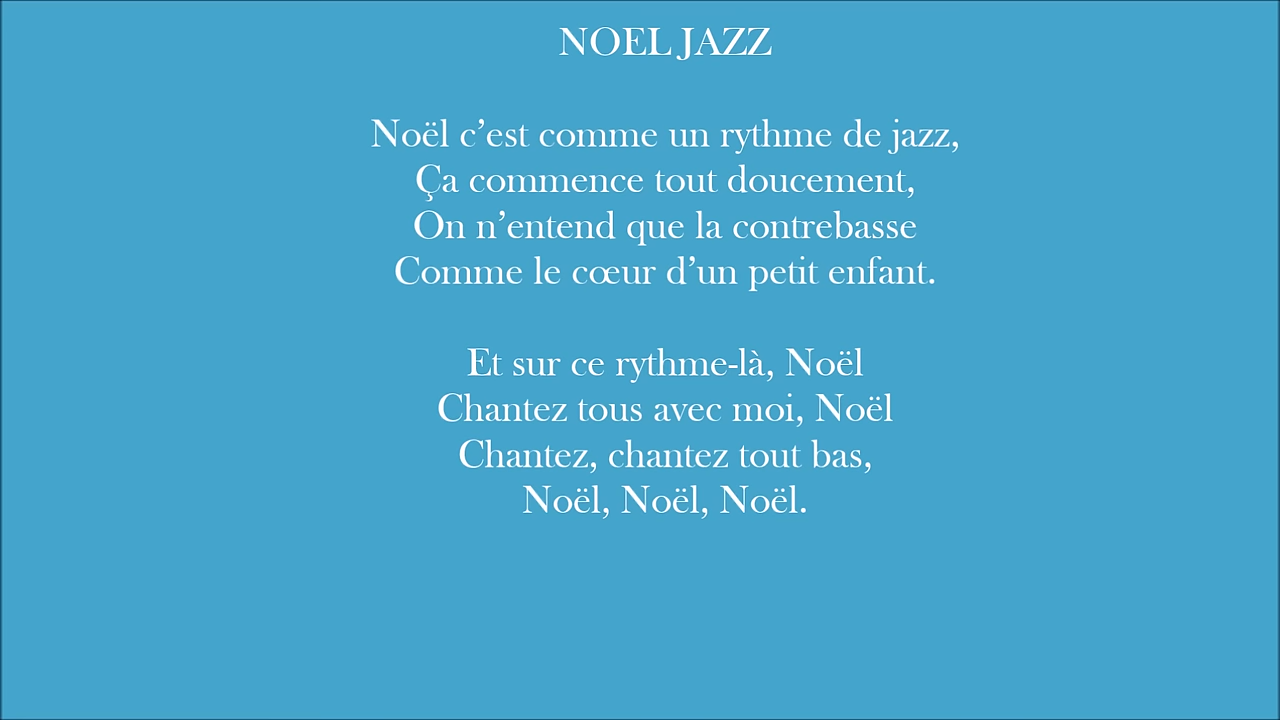 NOEL JAZZ
Noël c’est comme un rythme de jazz,
Ça commence tout doucement,
On n’entend que la contrebasse
Comme le cœur d’un petit enfant.
Et sur ce rythme-là, Noël
Chantez tous avec moi, Noël
Chantez, chantez tout bas,
Noël, Noël, Noël.